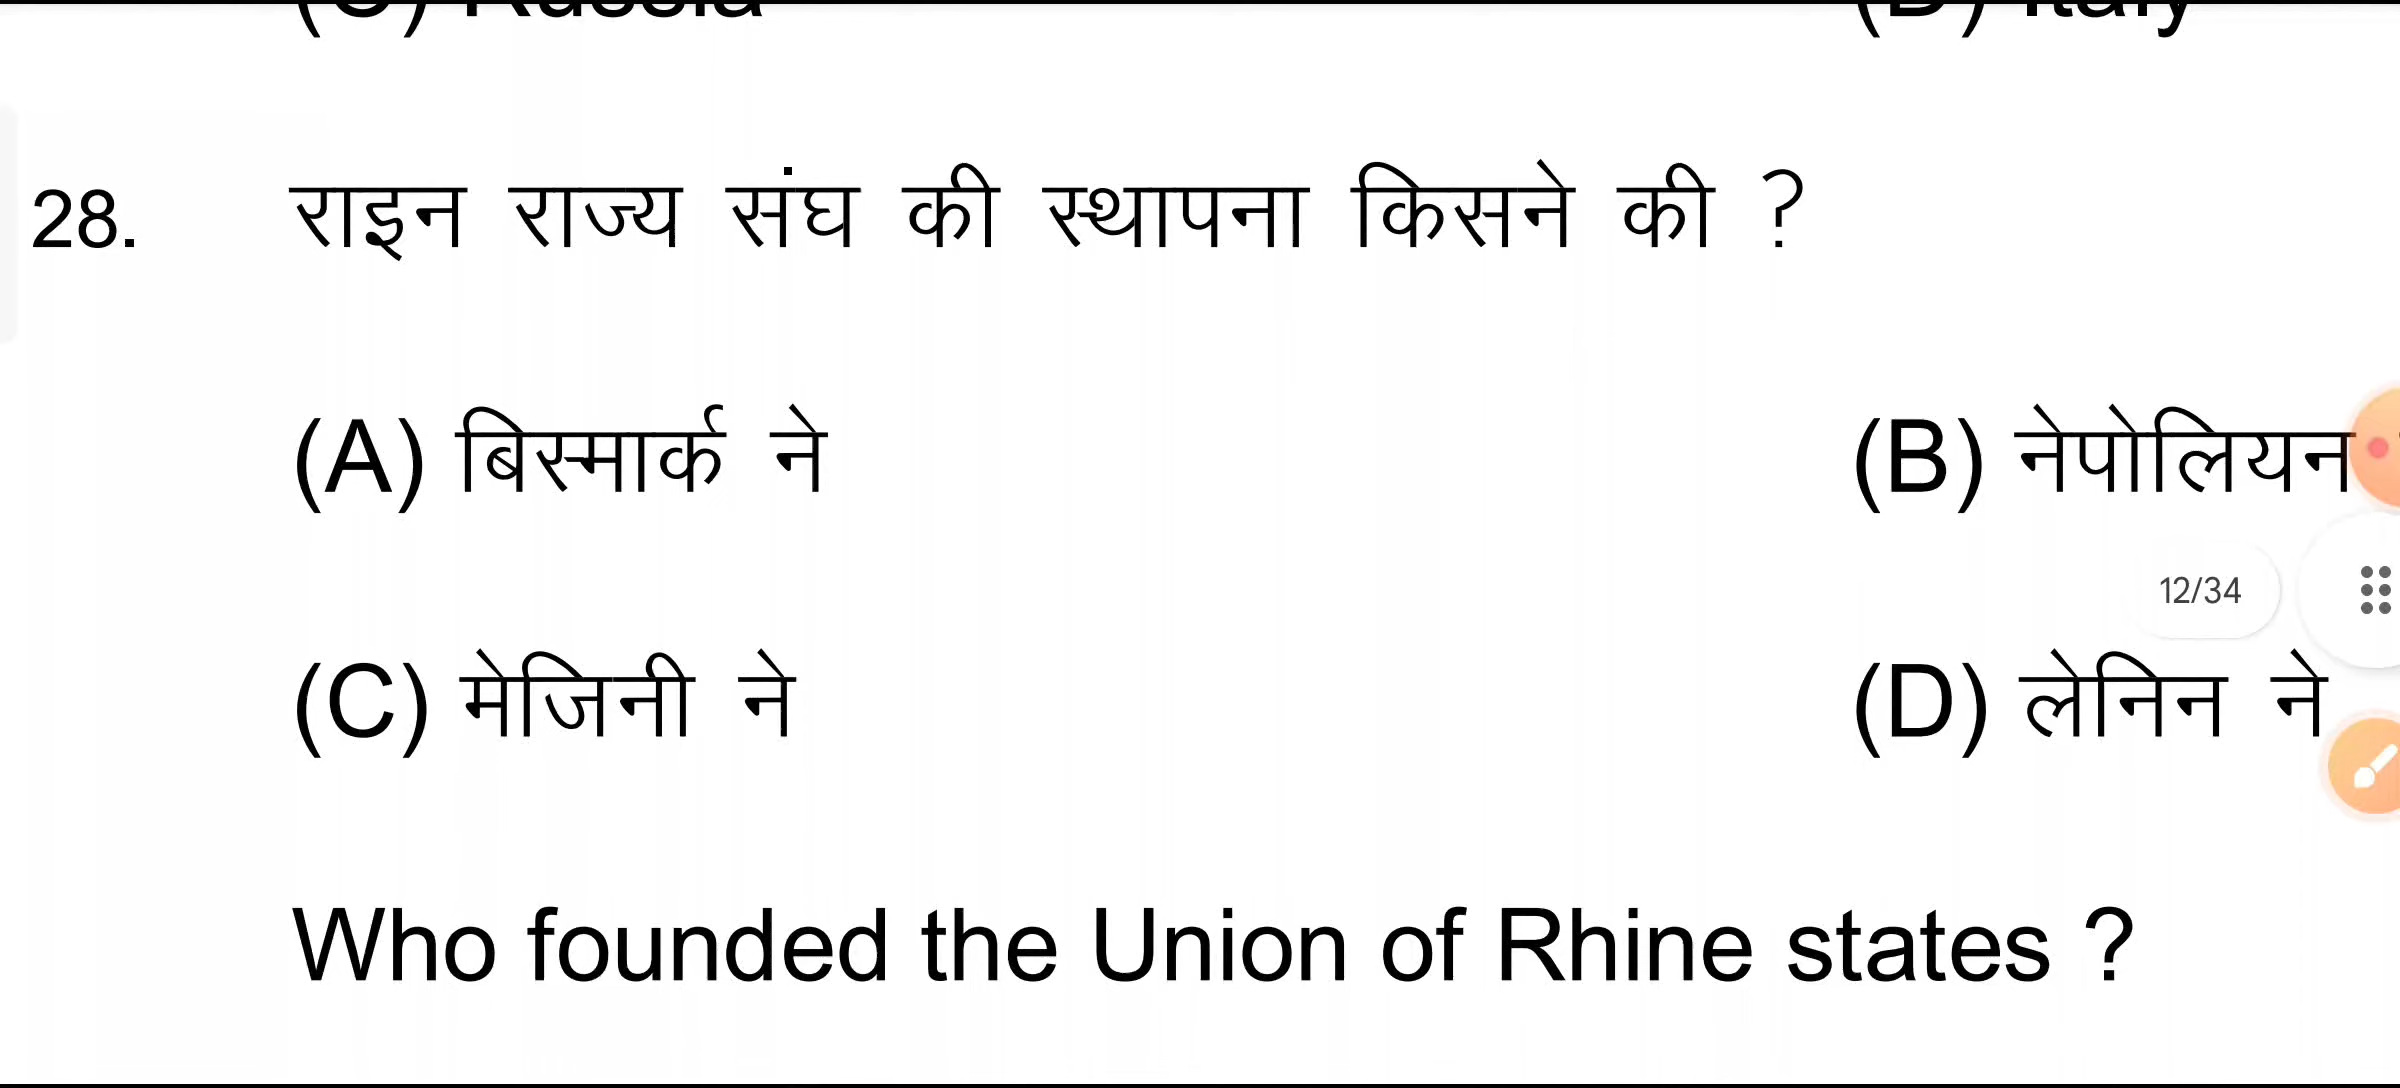 28. राइन राज्य संघ की स्थापना किसने की ?
(A) बिस्मार्क ने (B) नेपोलियन
12/34
(C) मेजिनी ने (D) लेनिन ने
Who founded the Union of Rhine states ?